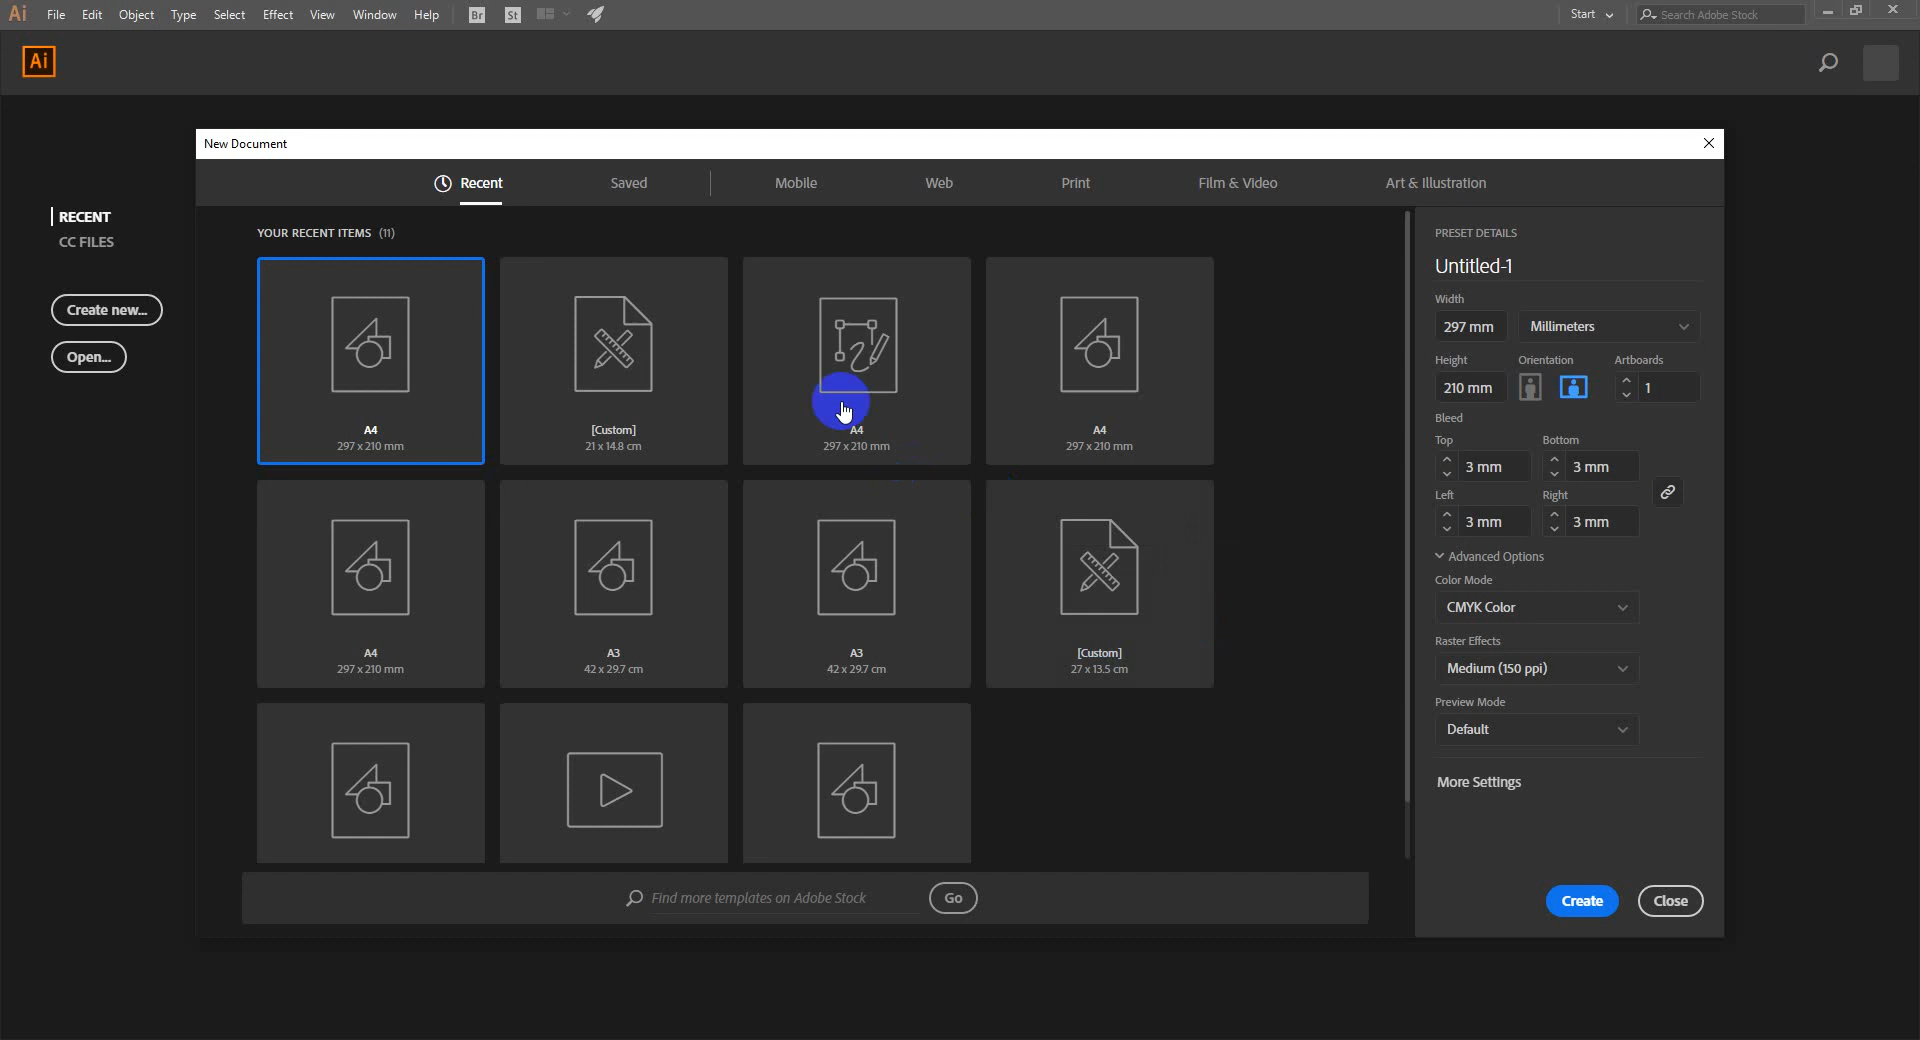 Ai File Edit Object Type Select Effect View Window Help Br St Start Search Adobe Stock
Ai
New Document
Recent Saved Mobile Web Print Film & Video Art & Illustration
RECENT
CC FILES
Create new...
Open...
YOUR RECENT ITEMS (11)
A4
297 x 210 mm
[Custom]
21 x 14.8 cm
A4
297 x 210 mm
A4
297 x 210 mm
A4
297 x 210 mm
A3
42 x 29.7 cm
A3
42 x 29.7 cm
[Custom]
27 x 13.5 cm
Find more templates on Adobe Stock Go
PRESET DETAILS
Untitled-1
Width
297 mm Millimeters
Height Orientation Artboards
210 mm 1
Bleed
Top Bottom
3 mm 3 mm
Left Right
3 mm 3 mm
Advanced Options
Color Mode
CMYK Color
Raster Effects
Medium (150 ppi)
Preview Mode
Default
More Settings
Create Close